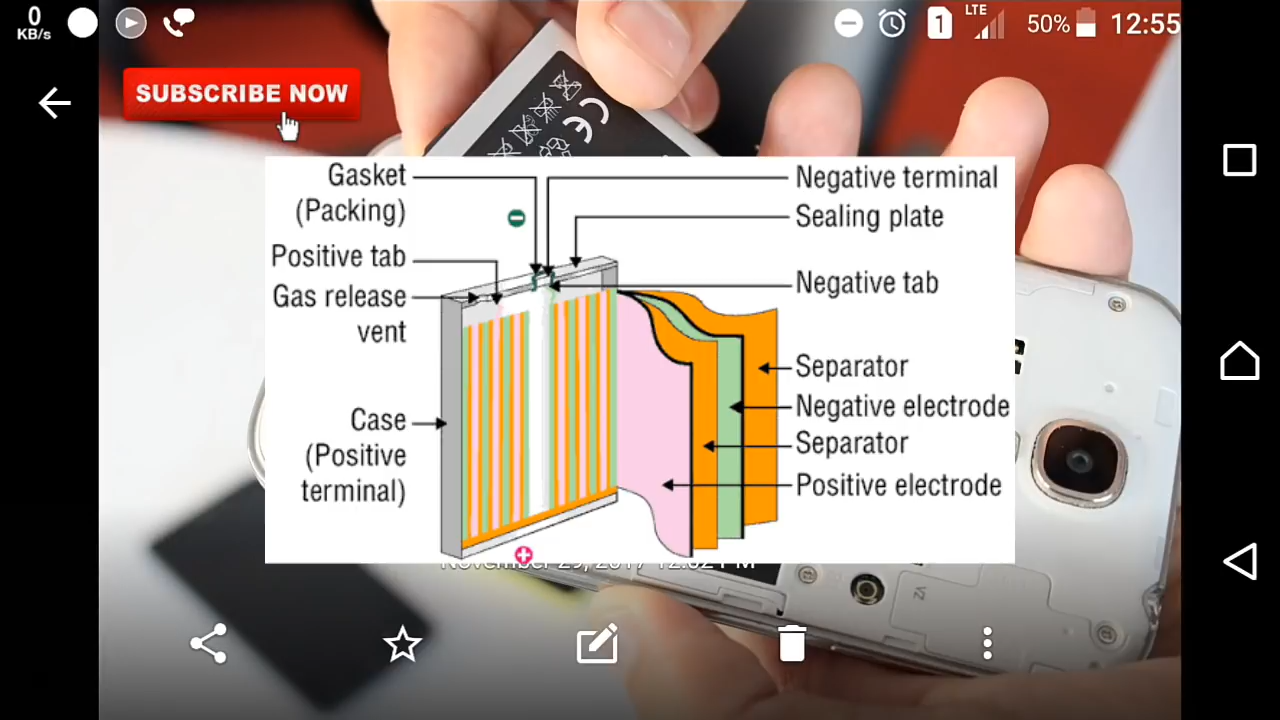 0
KB/s
1
LTE
50%
12:55
SUBSCRIBE NOW
CE
Gasket
(Packing)
Positive tab
Gas release
vent
Case
(Positive
terminal)
Negative terminal
Sealing plate
Negative tab
Separator
Negative electrode
Separator
Positive electrode